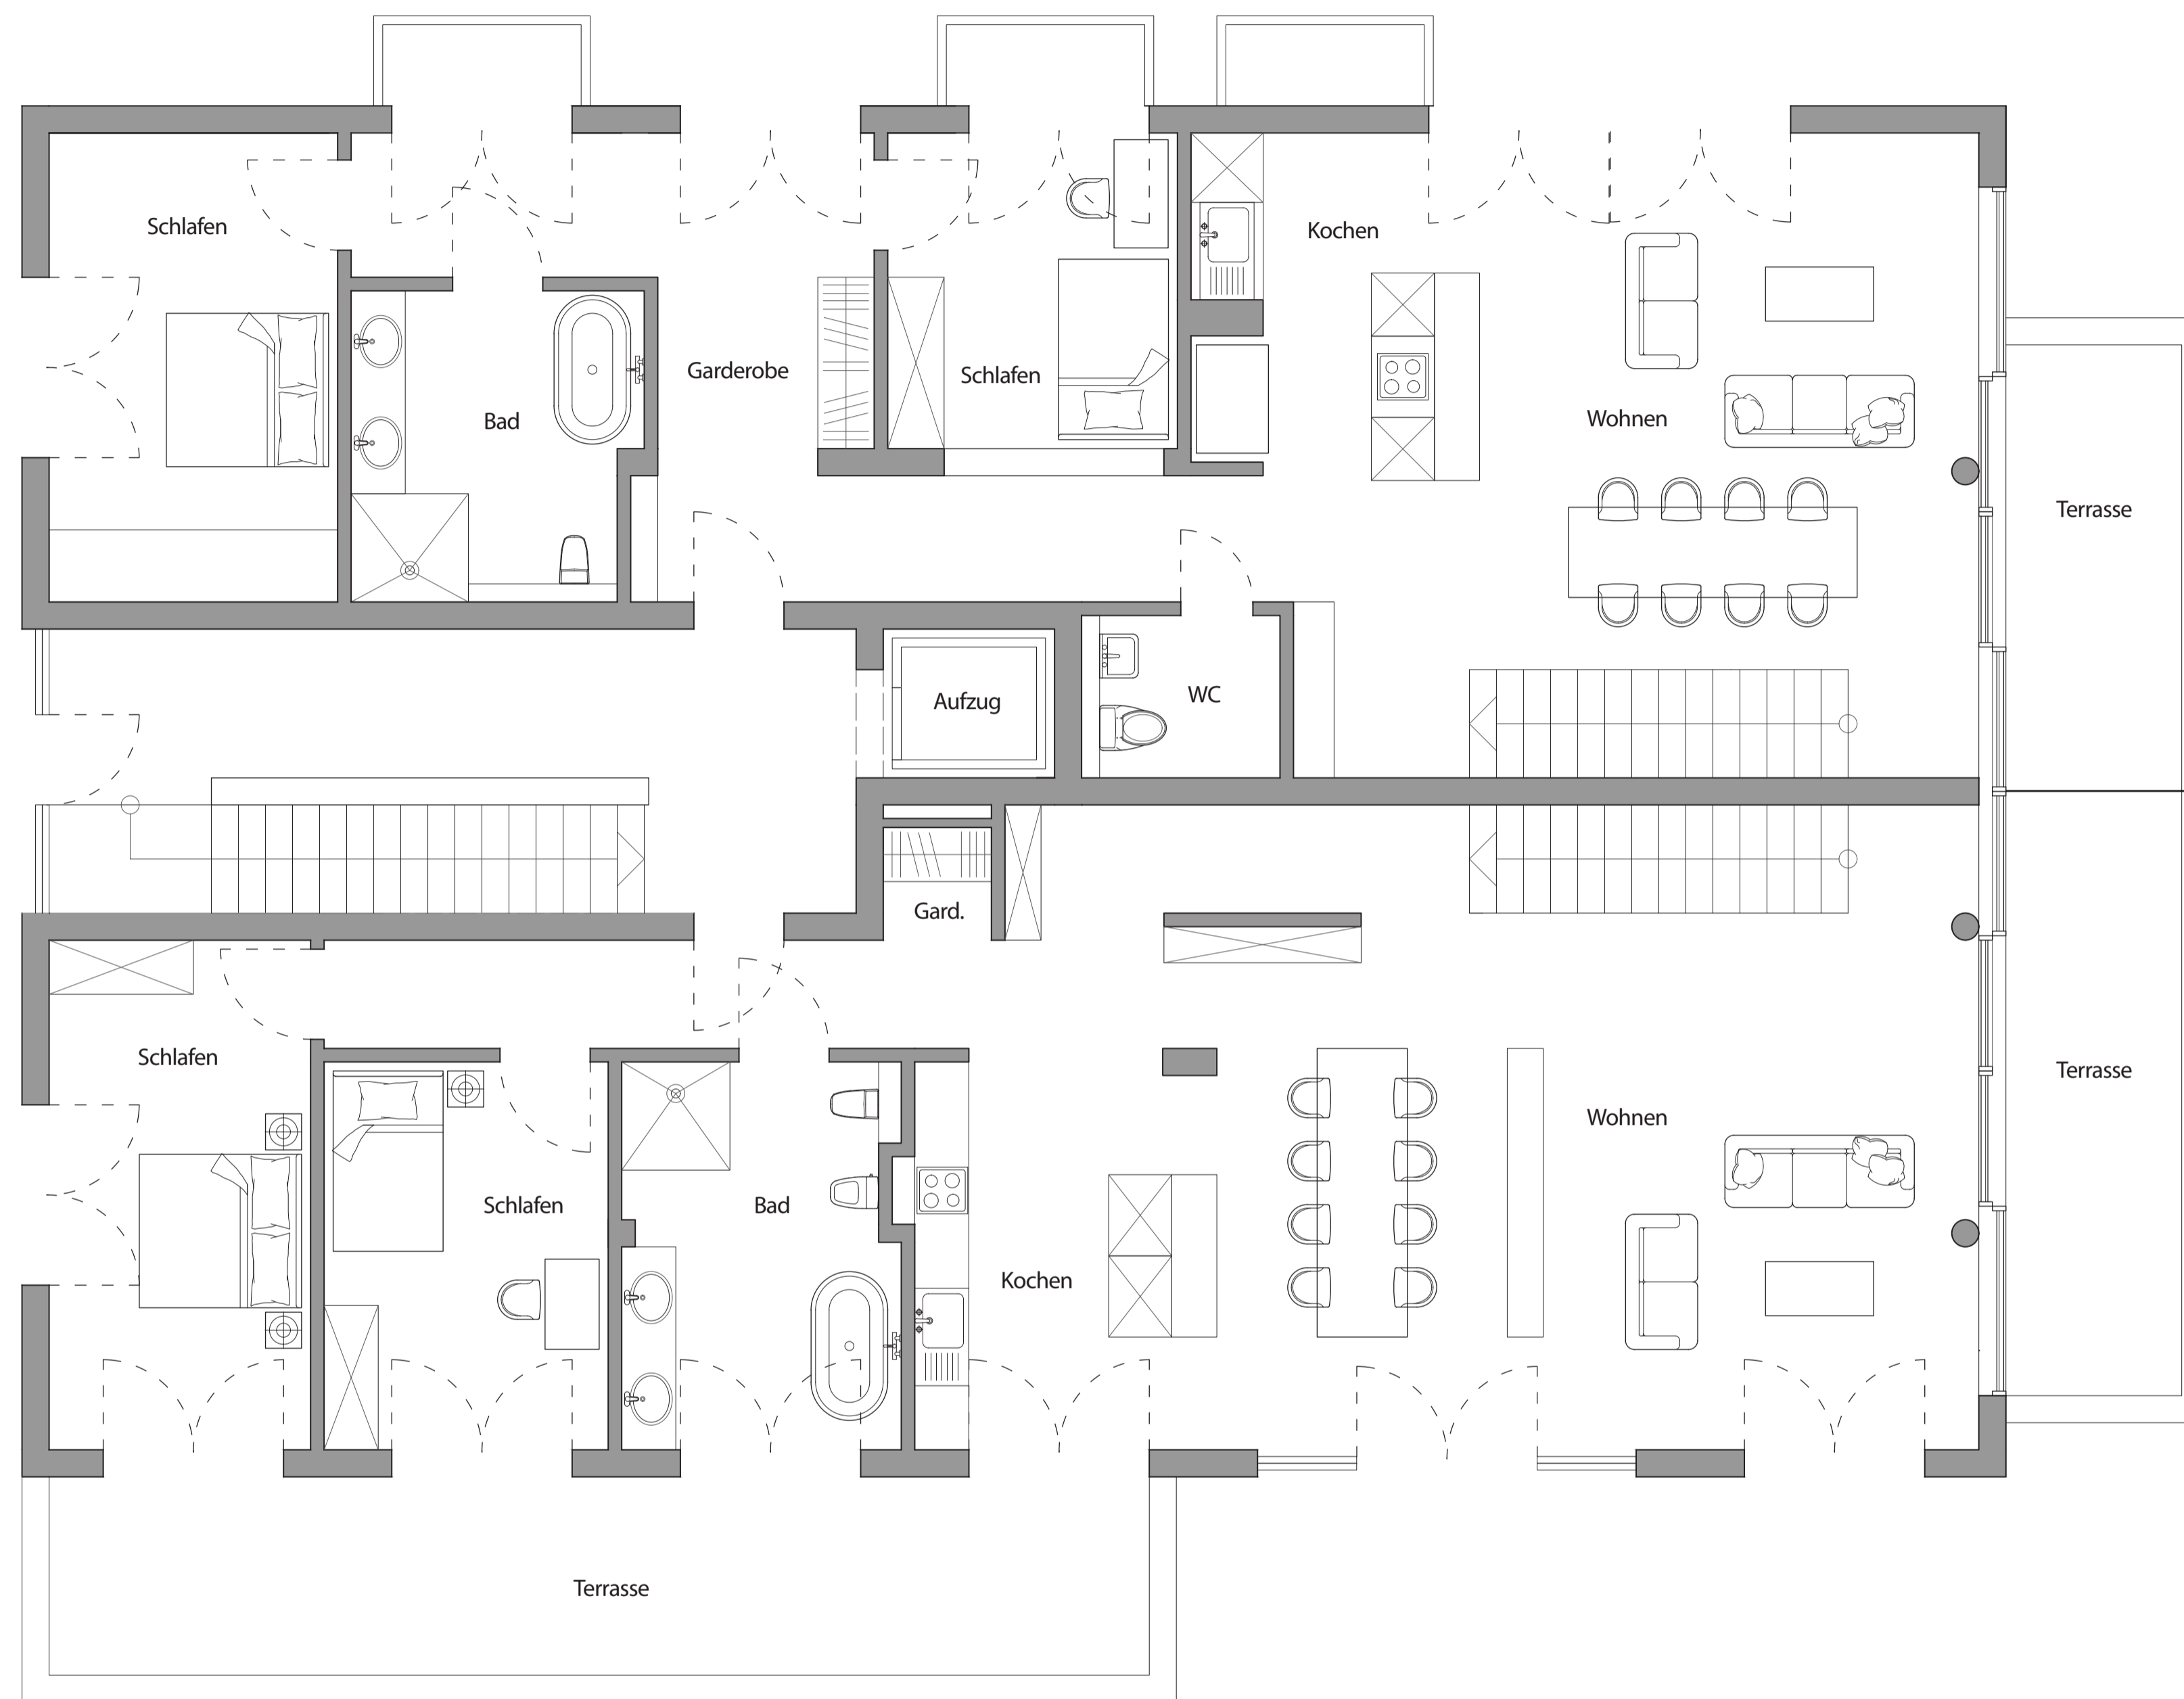 Schlafen
Kochen
Garderobe
Schlafen
Bad
Wohnen
Terrasse
Aufzug
WC
Gard.
Schlafen
Terrasse
Wohnen
Schlafen
Bad
Kochen
Terrasse